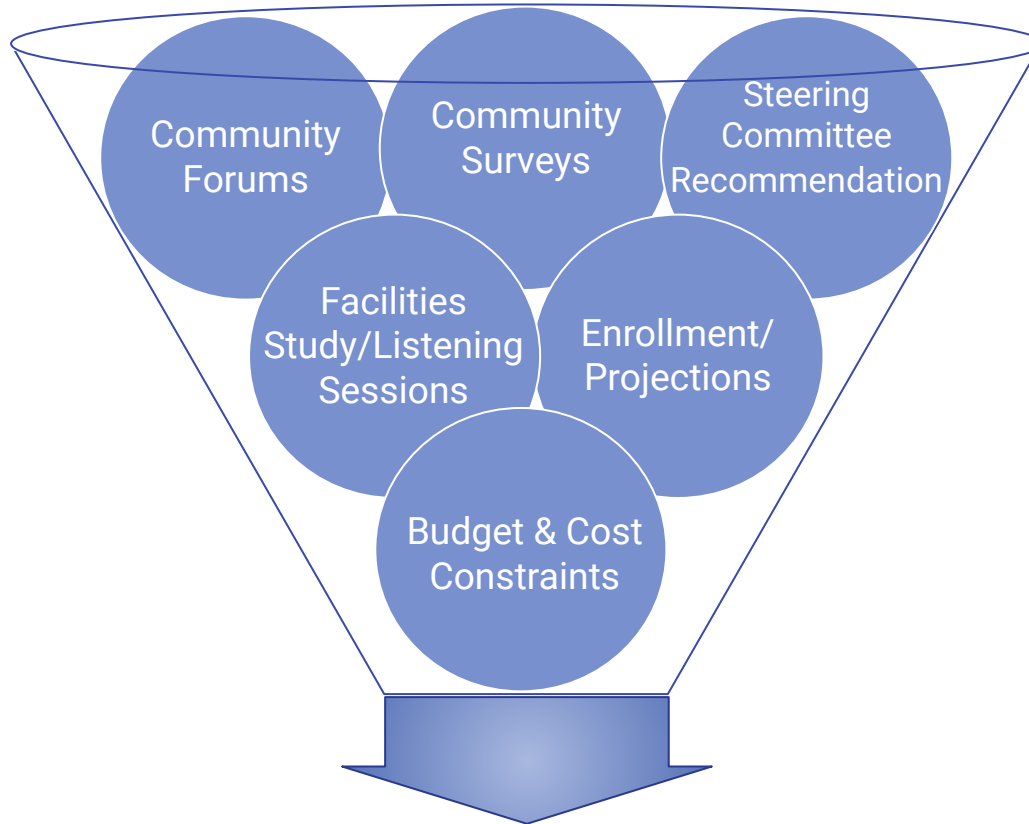 Community
Forums
Community
Surveys
Steering
Committee
Recommendation
Facilities
Study/Listening
Sessions
Enrollment/
Projections
Budget & Cost
Constraints